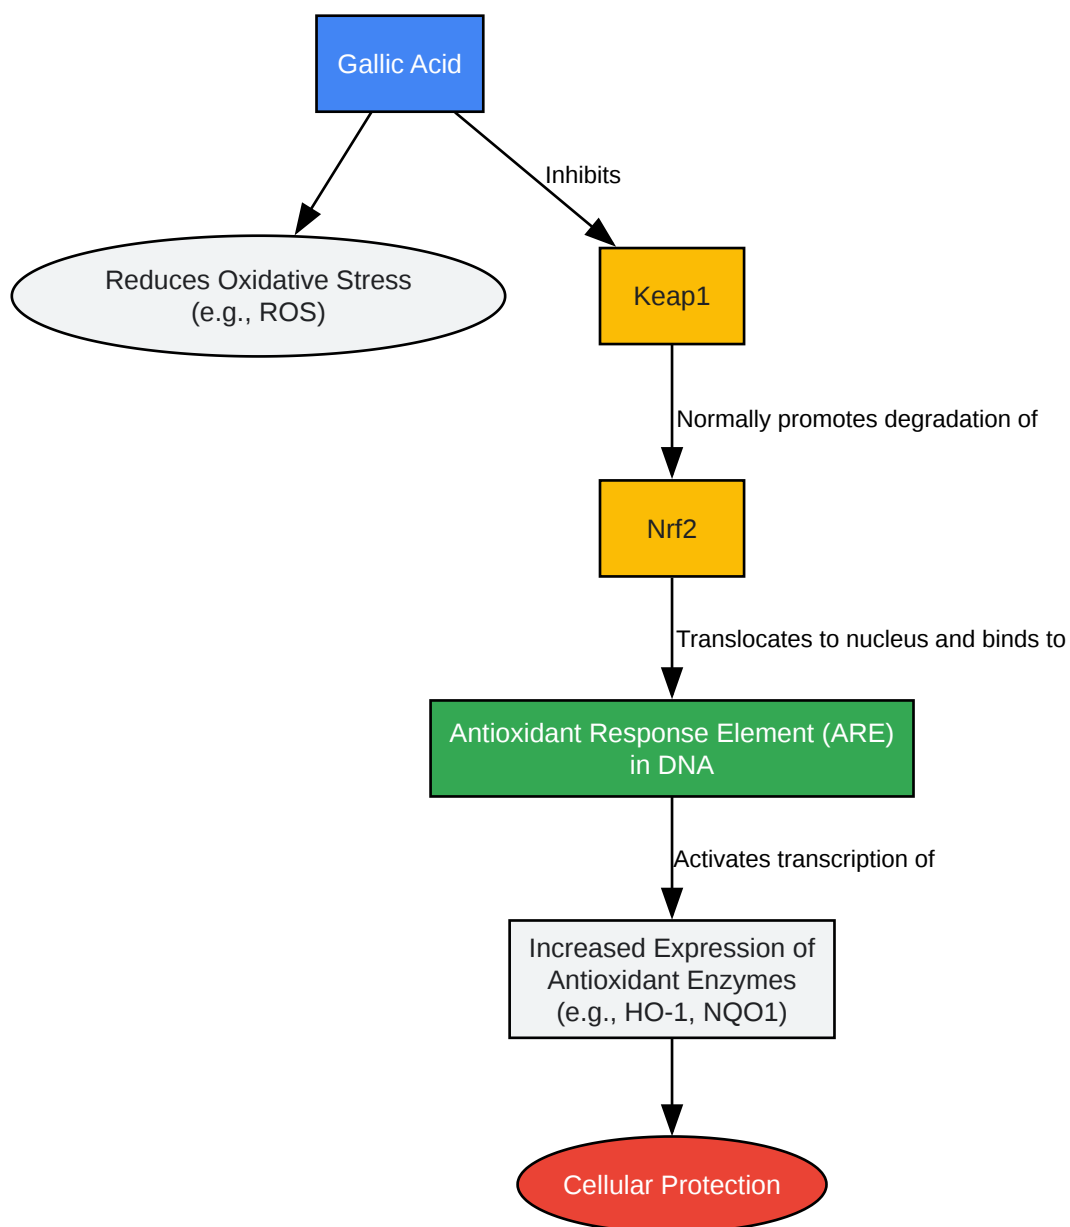 Gallic Acid
Inhibits
Reduces Oxidative Stress
(e.g., ROS)
Keap1
Normally promotes degradation of
Nrf2
Translocates to nucleus and binds to
Antioxidant Response Element (ARE)
in DNA
Activates transcription of
Increased Expression of
Antioxidant Enzymes
(e.g., HO-1, NQO1)
Cellular Protection